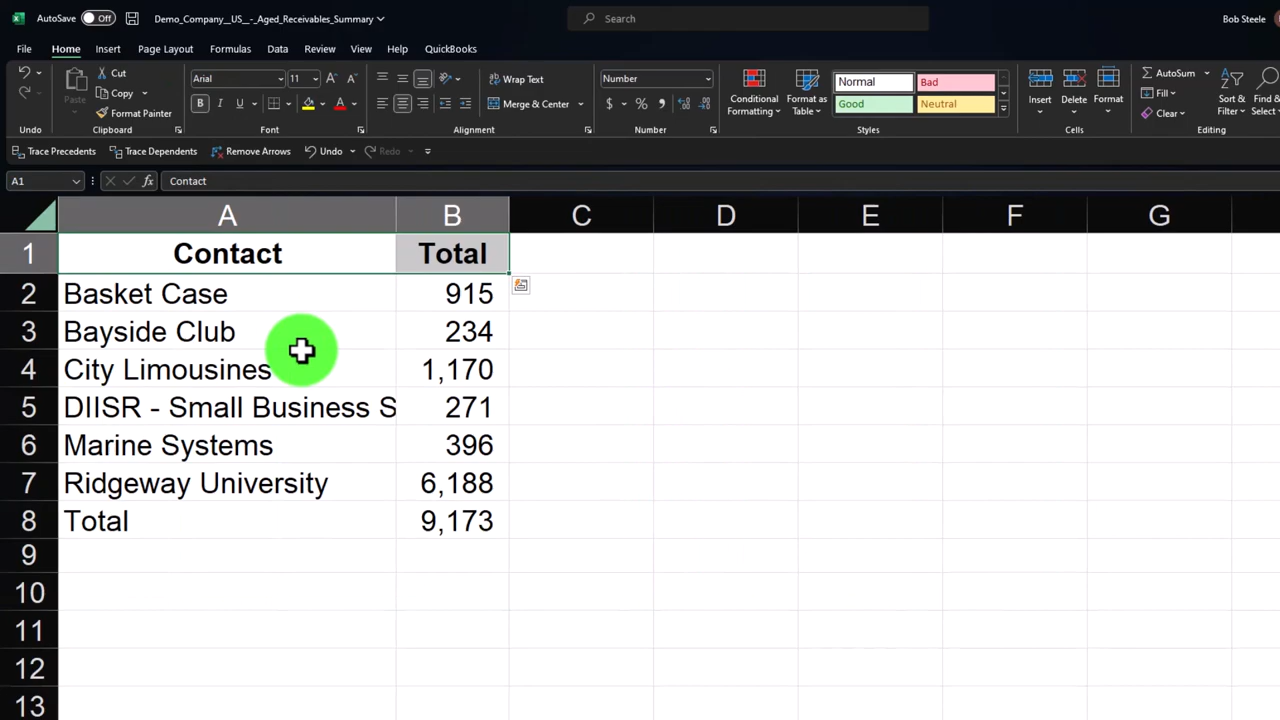 AutoSave Off Demo_Company__US__-_Aged_Receivables_Summary Search Bob Steele
File Home Insert Page Layout Formulas Data Review View Help QuickBooks
Cut Arial 11 Wrap Text Number Normal Bad AutoSum
Paste Copy B I U A Merge & Center $ % Conditional Formatting Format as Table Good Neutral Insert Delete Format Fill Sort & Filter Find & Select
Format Painter Clear
Undo Clipboard Font Alignment Number Styles Cells Editing
Trace Precedents Trace Dependents Remove Arrows Undo Redo
A1 fx Contact
A B C D E F G
1 Contact Total
2 Basket Case 915
3 Bayside Club 234
4 City Limousines 1,170
5 DIISR - Small Business S 271
6 Marine Systems 396
7 Ridgeway University 6,188
8 Total 9,173
9
10
11
12
13